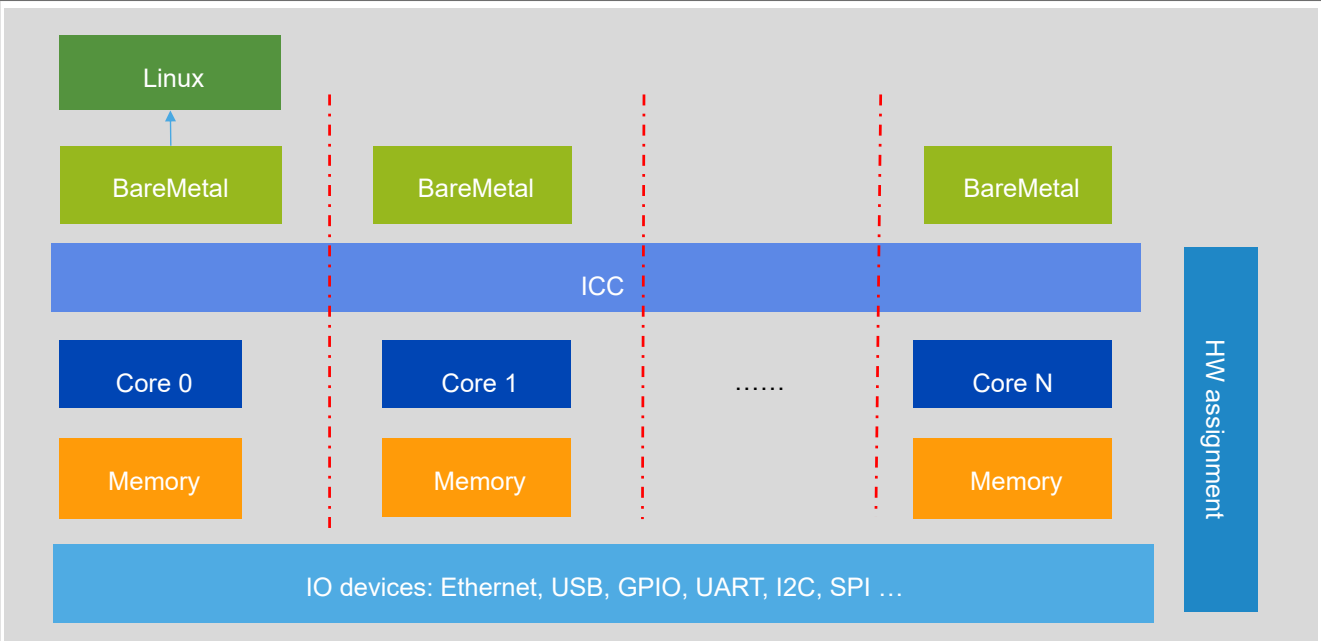 Linux
BareMetal
BareMetal
BareMetal
ICC
Core 0
Core 1
......
Core N
Memory
Memory
Memory
HW assignment
IO devices: Ethernet, USB, GPIO, UART, I2C, SPI …